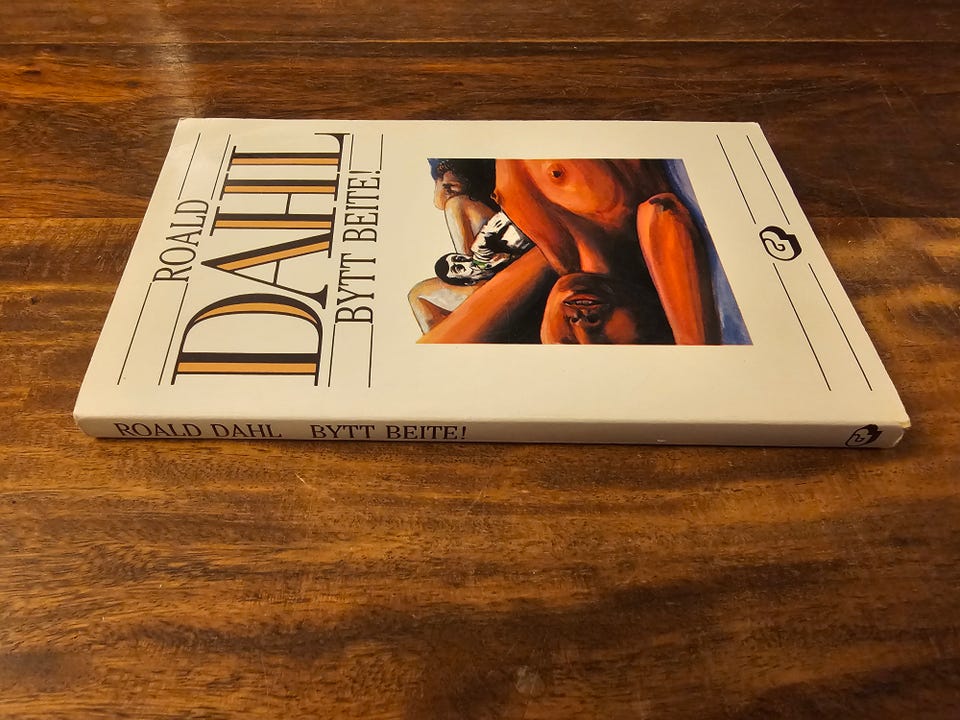 ROALD
DAHL
BYTT BEITE!
ROALD DAHL BYTT BEITE!